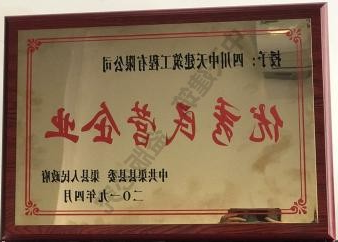 授予：四川中天建筑工程有限公司
优秀民营企业
中共渠县县委 渠县人民政府
二〇一九年四月